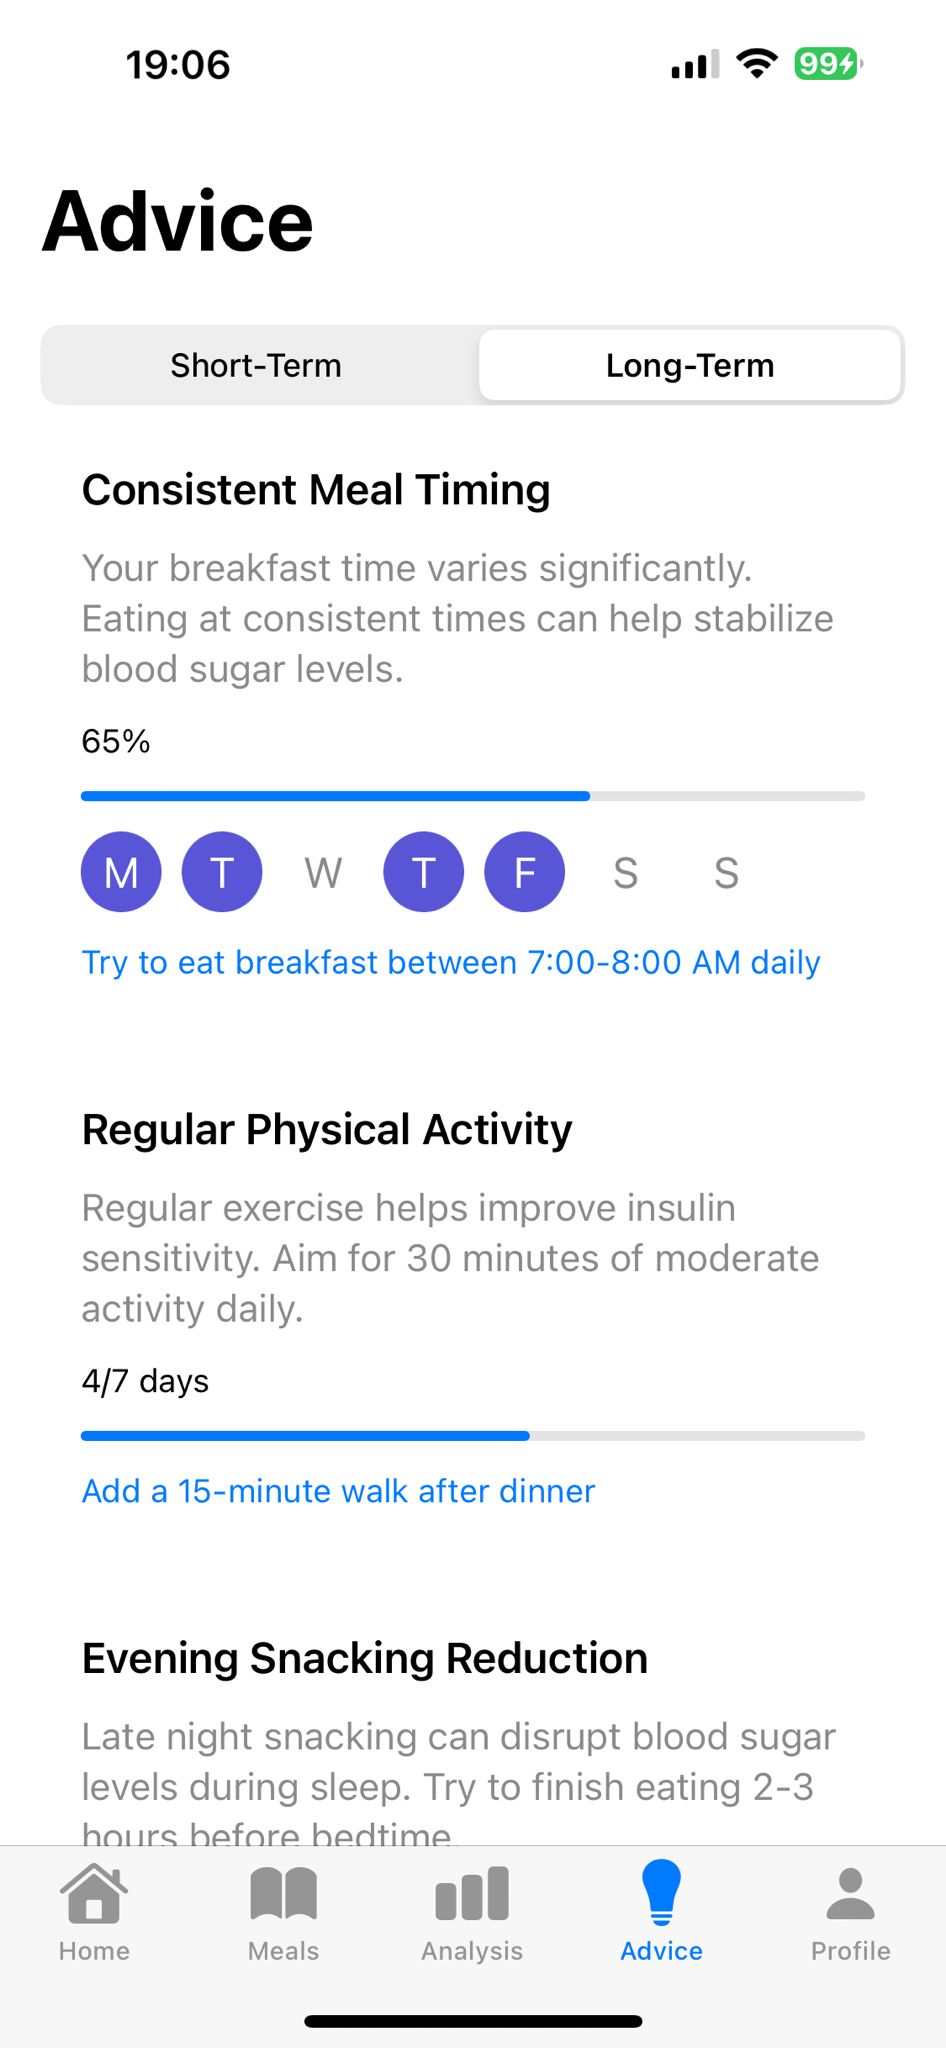 19:06
99
Advice
Short-Term
Long-Term
Consistent Meal Timing
Your breakfast time varies significantly.
Eating at consistent times can help stabilize
blood sugar levels.
65%
M T W T F S S
Try to eat breakfast between 7:00-8:00 AM daily
Regular Physical Activity
Regular exercise helps improve insulin
sensitivity. Aim for 30 minutes of moderate
activity daily.
4/7 days
Add a 15-minute walk after dinner
Evening Snacking Reduction
Late night snacking can disrupt blood sugar
levels during sleep. Try to finish eating 2-3
hours before bedtime.
Home
Meals
Analysis
Advice
Profile